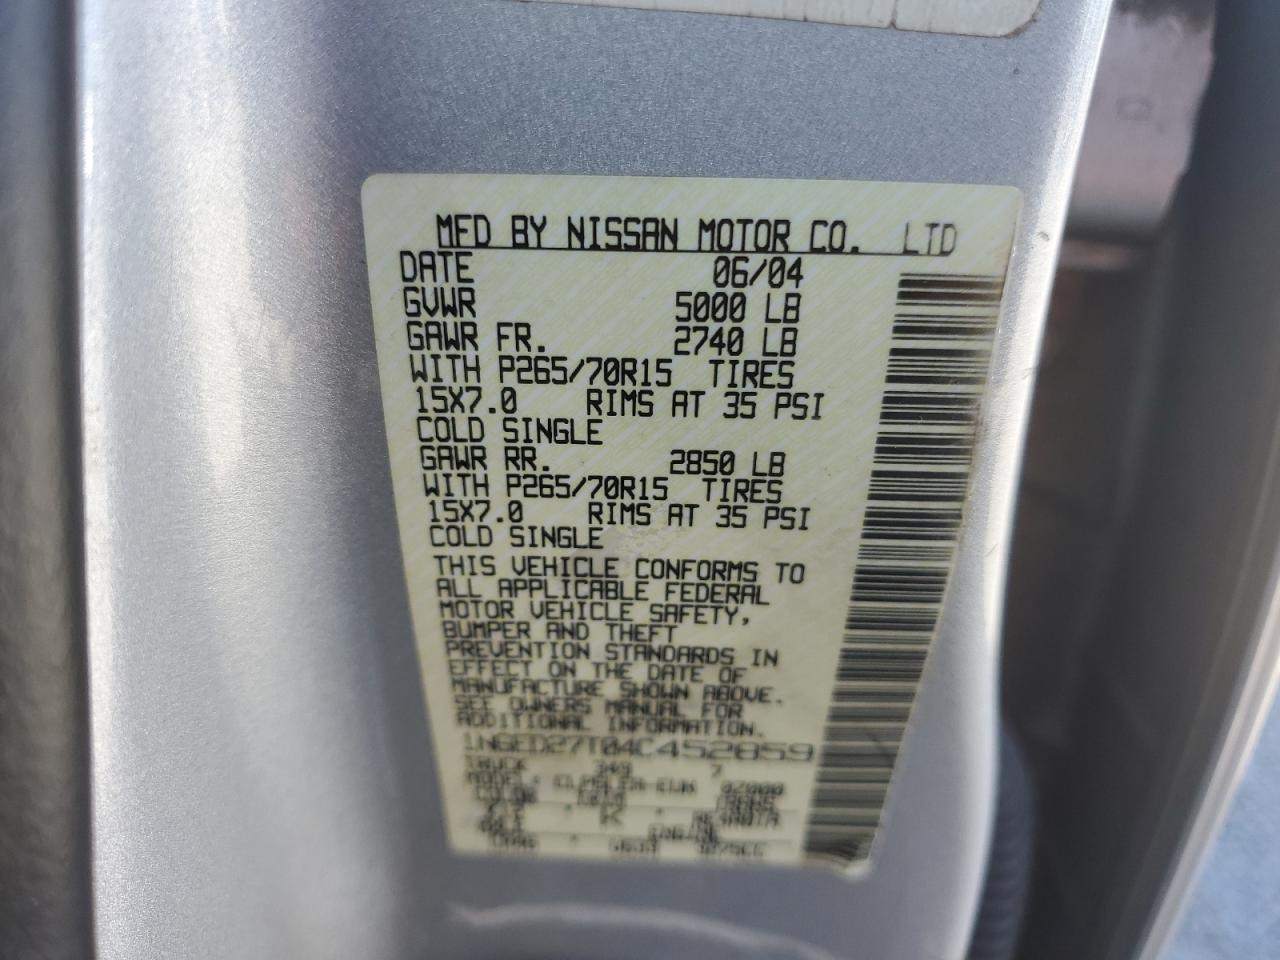 MFD BY NISSAN MOTOR CO. LTD
DATE 06/04
GVWR 5000 LB
GAWR FR. 2740 LB
WITH P265/70R15 TIRES
15X7.0 RIMS AT 35 PSI
COLD SINGLE
GAWR RR. 2850 LB
WITH P265/70R15 TIRES
15X7.0 RIMS AT 35 PSI
COLD SINGLE
THIS VEHICLE CONFORMS TO
ALL APPLICABLE FEDERAL
MOTOR VEHICLE SAFETY,
BUMPER AND THEFT
PREVENTION STANDARDS IN
EFFECT ON THE DATE OF
MANUFACTURE SHOWN ABOVE.
SEE OWNERS MANUAL FOR
ADDITIONAL INFORMATION.
1N6ED27T04C452859
TRUCK 7
MODEL:
K
ENGINE